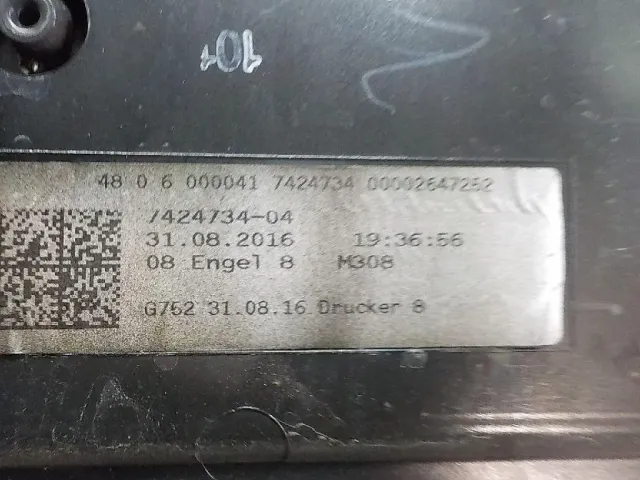 101
48 0 6 000041 7424734 00002647252
7424734-04
31.08.2016 19:36:56
08 Engel 8 M308
G752 31.08.16 Drucker 8